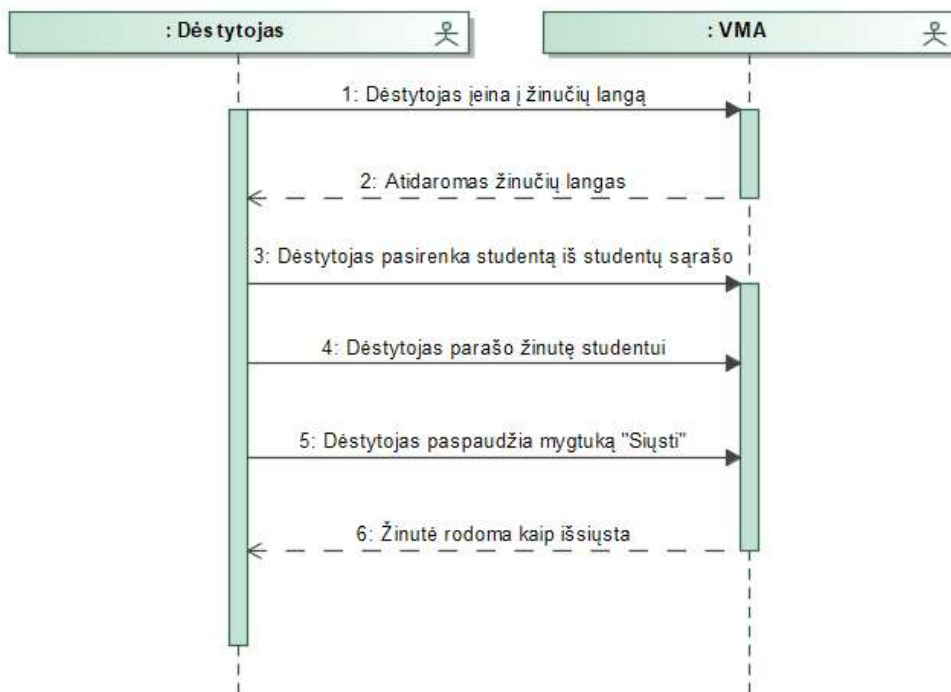 : Dėstytojas
: VMA
1: Dėstytojas įeina į žinučių langą
2: Atidaromas žinučių langas
3: Dėstytojas pasirenka studentą iš studentų sąrašo
4: Dėstytojas parašo žinutę studentui
5: Dėstytojas paspaudžia mygtuką "Siųsti"
6: Žinutė rodoma kaip išsiųsta